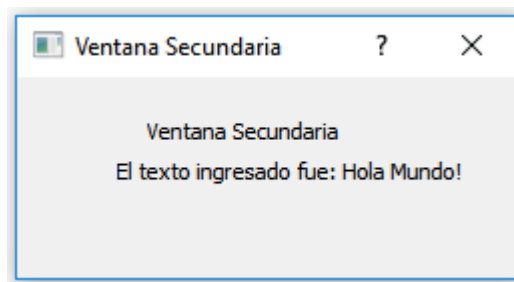 Ventana Secundaria ?
Ventana Secundaria
El texto ingresado fue: Hola Mundo!